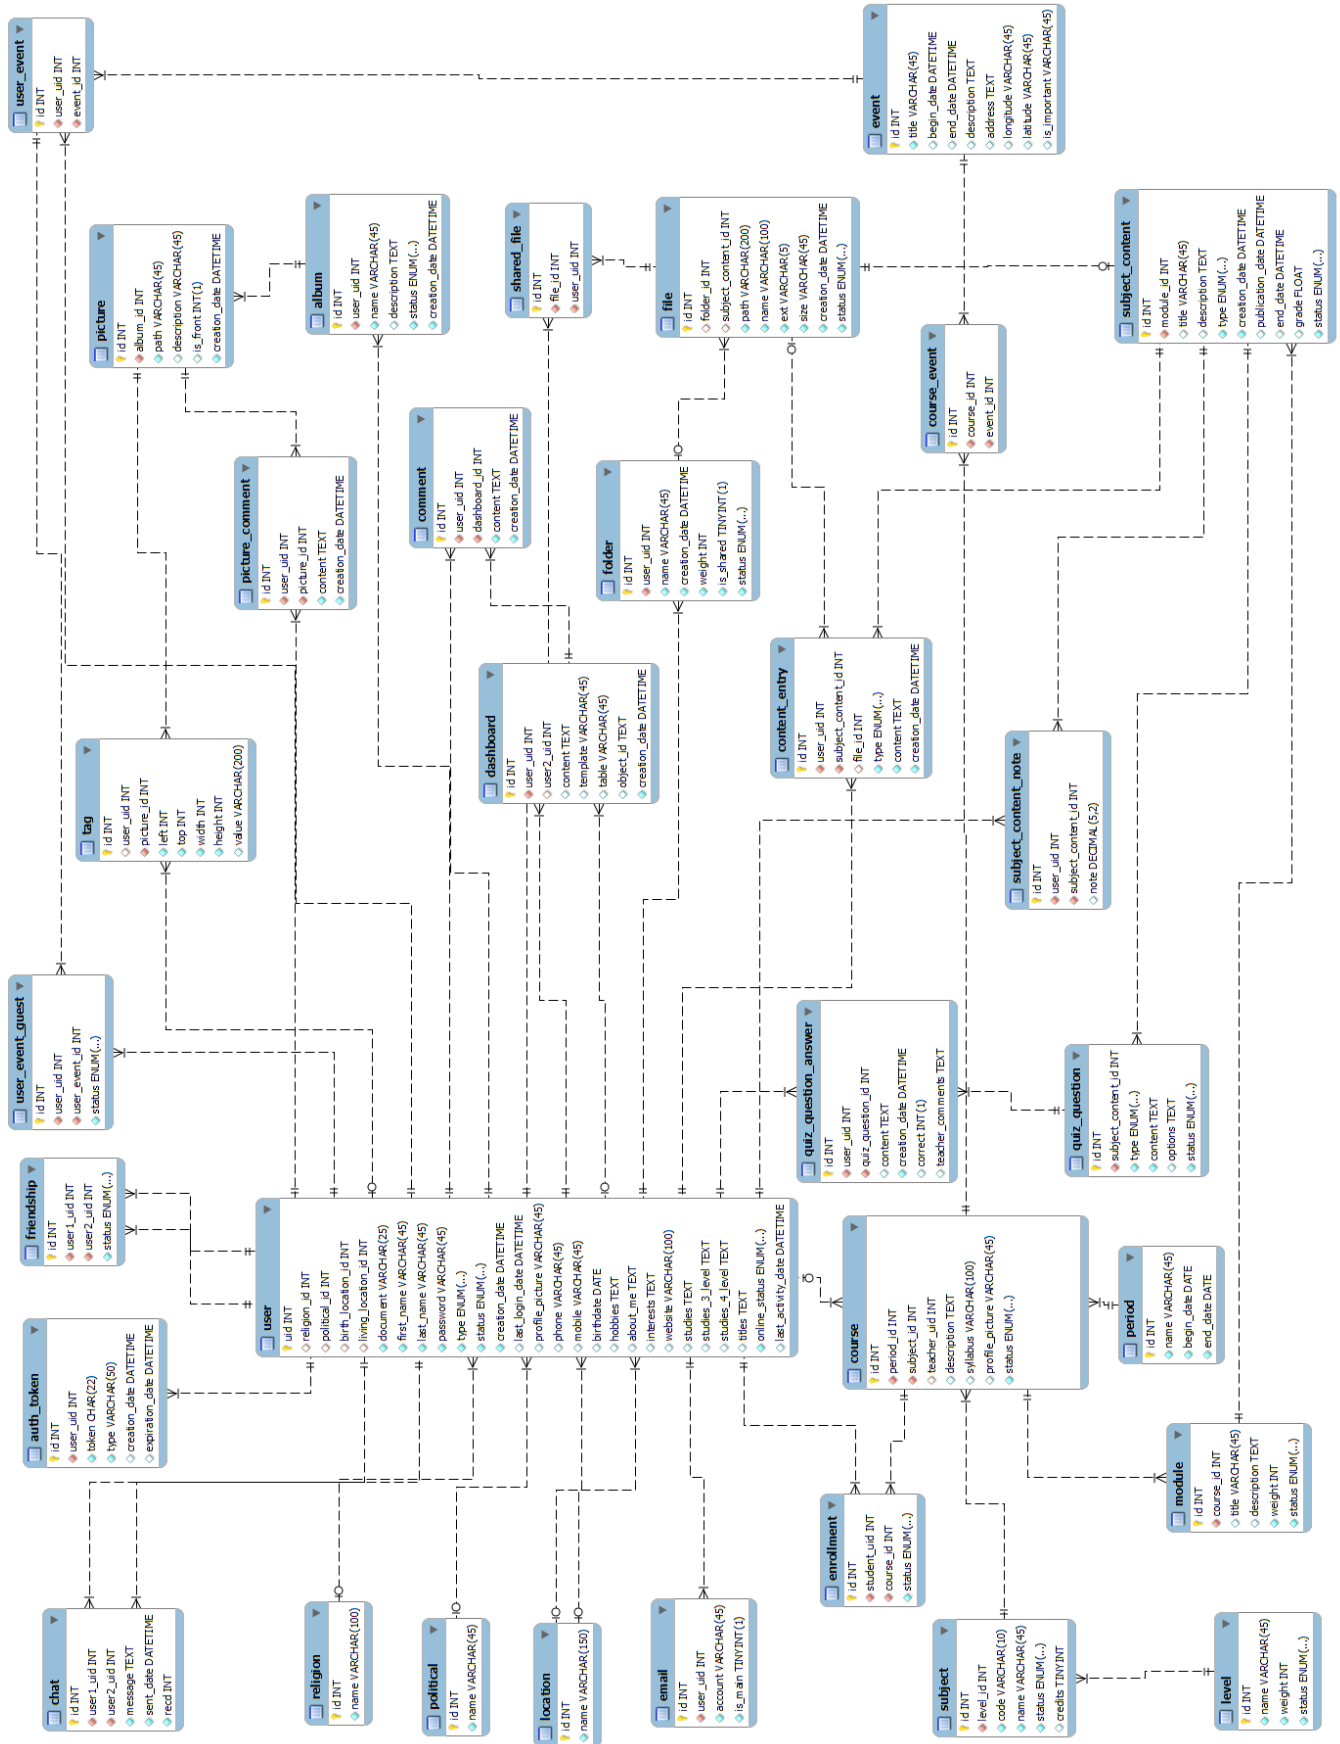 chat
id INT
user1_uid INT
user2_uid INT
message TEXT
sent_date DATETIME
recd INT
religion
id INT
name VARCHAR(100)
political
id INT
name VARCHAR(45)
location
id INT
name VARCHAR(150)
email
id INT
user_uid INT
account VARCHAR(45)
is_main TINYINT(1)
subject
id INT
level_id INT
code VARCHAR(10)
name VARCHAR(45)
status ENUM(...)
credits TINYINT
level
id INT
name VARCHAR(45)
weight INT
status ENUM(...)
auth_token
id INT
user_uid INT
token CHAR(22)
type VARCHAR(50)
creation_date DATETIME
expiration_date DATETIME
enrollment
id INT
student_uid INT
course_id INT
status ENUM(...)
module
id INT
course_id INT
title VARCHAR(45)
description TEXT
weight INT
status ENUM(...)
friendship
id INT
user1_uid INT
user2_uid INT
status ENUM(...)
user
uid INT
religion_id INT
political_id INT
birth_location_id INT
living_location_id INT
document VARCHAR(25)
first_name VARCHAR(45)
last_name VARCHAR(45)
password VARCHAR(45)
type ENUM(...)
status ENUM(...)
creation_date DATETIME
last_login_date DATETIME
profile_picture VARCHAR(45)
phone VARCHAR(45)
mobile VARCHAR(45)
birthdate DATE
hobbies TEXT
about_me TEXT
interests TEXT
website VARCHAR(100)
studies TEXT
studies_3_level TEXT
studies_4_level TEXT
titles TEXT
online_status ENUM(...)
last_activity_date DATETIME
course
id INT
period_id INT
subject_id INT
teacher_uid INT
description TEXT
syllabus VARCHAR(100)
profile_picture VARCHAR(45)
status ENUM(...)
period
id INT
name VARCHAR(45)
begin_date DATE
end_date DATE
user_event_guest
id INT
user_uid INT
user_event_id INT
status ENUM(...)
quiz_question_answer
id INT
user_uid INT
quiz_question_id INT
content TEXT
creation_date DATETIME
correct INT(1)
teacher_comments TEXT
quiz_question
id INT
subject_content_id INT
type ENUM(...)
content TEXT
options TEXT
status ENUM(...)
tag
id INT
user_uid INT
picture_id INT
left INT
top INT
width INT
height INT
value VARCHAR(200)
dashboard
id INT
user_uid INT
user2_uid INT
content TEXT
template VARCHAR(45)
table VARCHAR(45)
object_id TEXT
creation_date DATETIME
content_entry
id INT
user_uid INT
subject_content_id INT
file_id INT
type ENUM(...)
content TEXT
creation_date DATETIME
subject_content_note
id INT
user_uid INT
subject_content_id INT
note DECIMAL(5,2)
picture_comment
id INT
user_uid INT
picture_id INT
content TEXT
creation_date DATETIME
comment
id INT
user_uid INT
dashboard_id INT
content TEXT
creation_date DATETIME
folder
id INT
user_uid INT
name VARCHAR(45)
creation_date DATETIME
weight INT
is_shared TINYINT(1)
status ENUM(...)
course_event
id INT
course_id INT
event_id INT
picture
id INT
album_id INT
path VARCHAR(45)
description VARCHAR(45)
is_front INT(1)
creation_date DATETIME
album
id INT
user_uid INT
name VARCHAR(45)
description TEXT
status ENUM(...)
creation_date DATETIME
shared_file
id INT
file_id INT
user_uid INT
file
id INT
folder_id INT
subject_content_id INT
path VARCHAR(200)
name VARCHAR(100)
ext VARCHAR(5)
size VARCHAR(45)
creation_date DATETIME
status ENUM(...)
subject_content
id INT
module_id INT
title VARCHAR(45)
description TEXT
type ENUM(...)
creation_date DATETIME
publication_date DATETIME
end_date DATETIME
grade FLOAT
status ENUM(...)
user_event
id INT
user_uid INT
event_id INT
event
id INT
title VARCHAR(45)
begin_date DATETIME
end_date DATETIME
description TEXT
address TEXT
longitude VARCHAR(45)
latitude VARCHAR(45)
is_important VARCHAR(45)